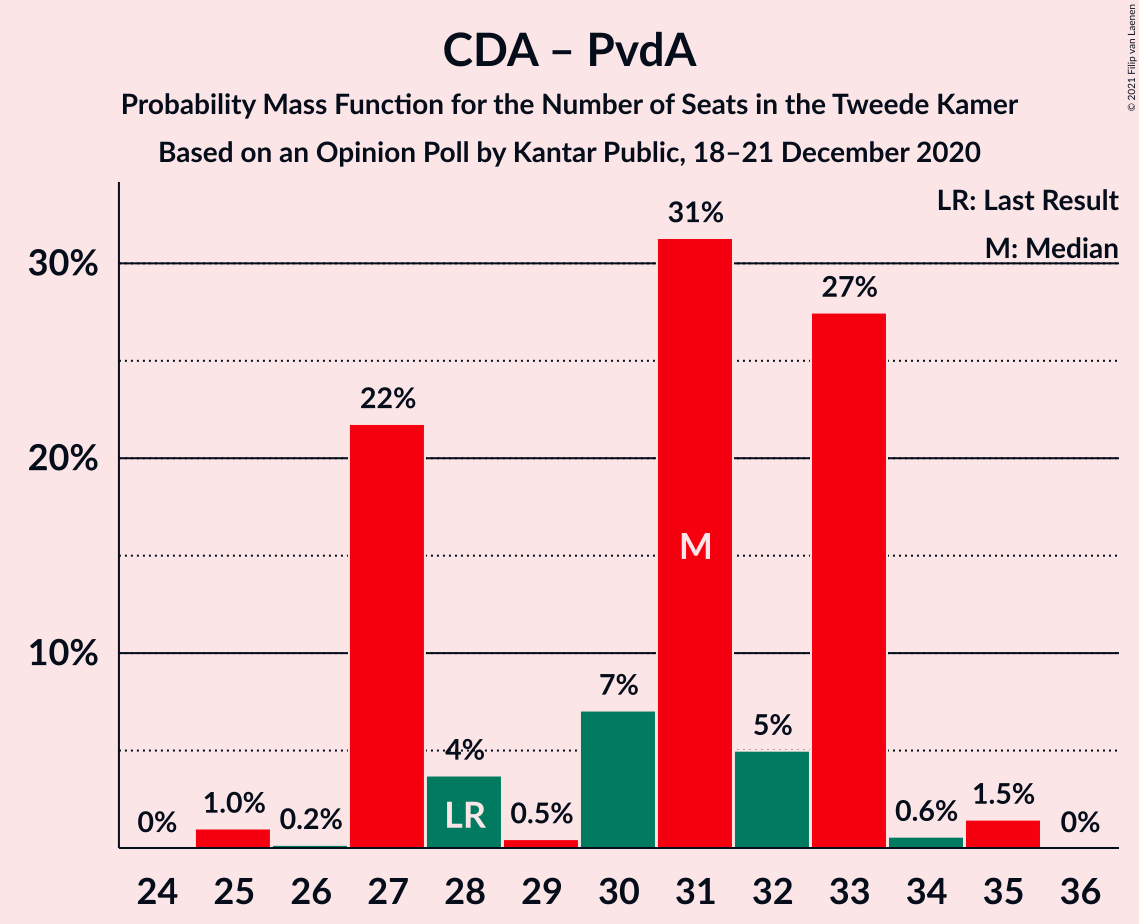 CDA – PvdA
Probability Mass Function for the Number of Seats in the Tweede Kamer
Based on an Opinion Poll by Kantar Public, 18–21 December 2020
© 2021 Filip van Laenen
LR: Last Result
M: Median
30%
20%
10%
0%
1.0%
0.2%
22%
4%
0.5%
7%
31%
5%
27%
0.6%
1.5%
0%
LR
M
24 25 26 27 28 29 30 31 32 33 34 35 36